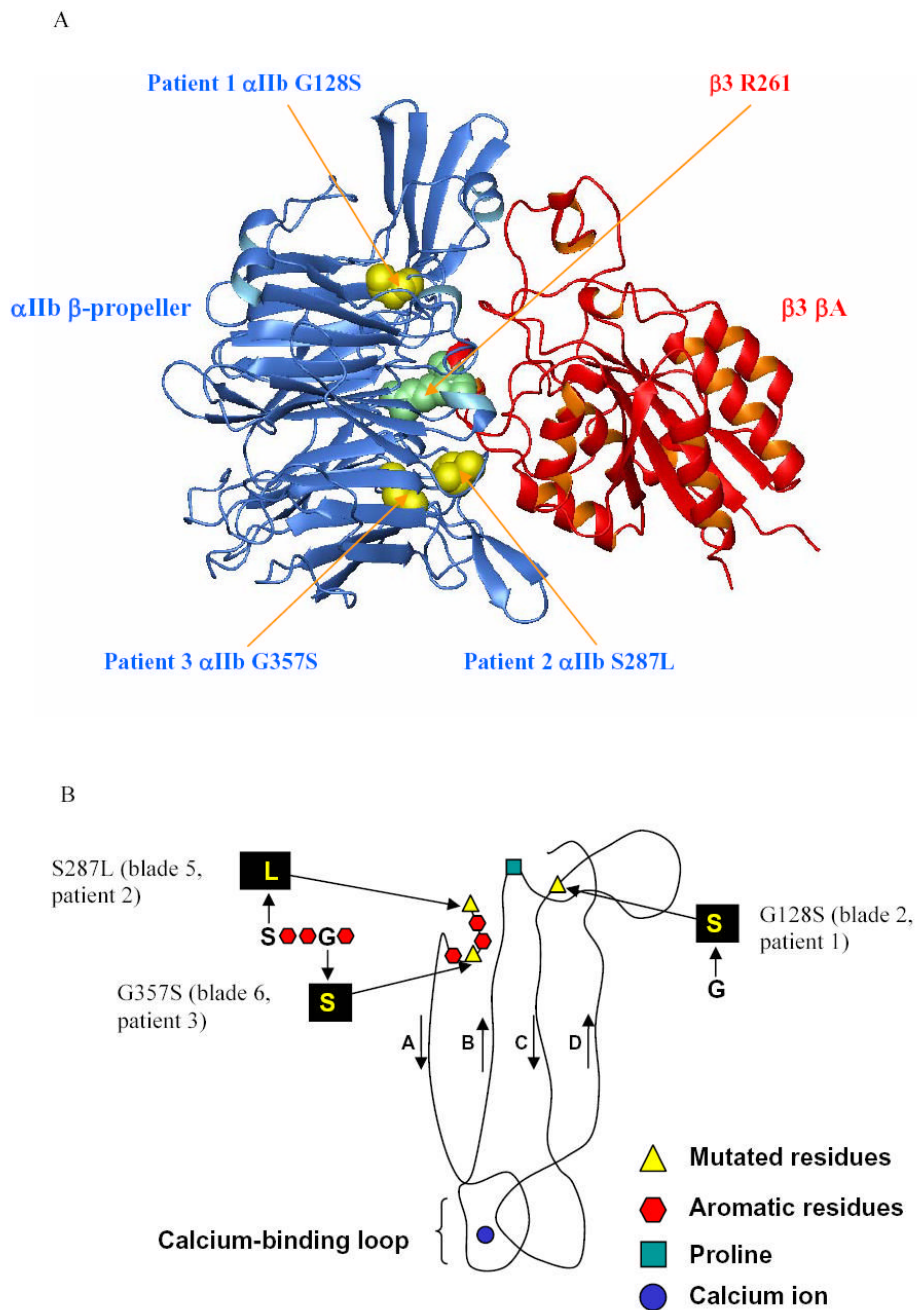 A
Patient 1 αIIb G128S
β3 R261
αIIb β-propeller
β3 βA
Patient 3 αIIb G357S
Patient 2 αIIb S287L
B
S287L (blade 5,
patient 2)
L
S G
G357S (blade 6,
patient 3)
S
S
G
G128S (blade 2,
patient 1)
A B C D
Calcium-binding loop
Mutated residues
Aromatic residues
Proline
Calcium ion